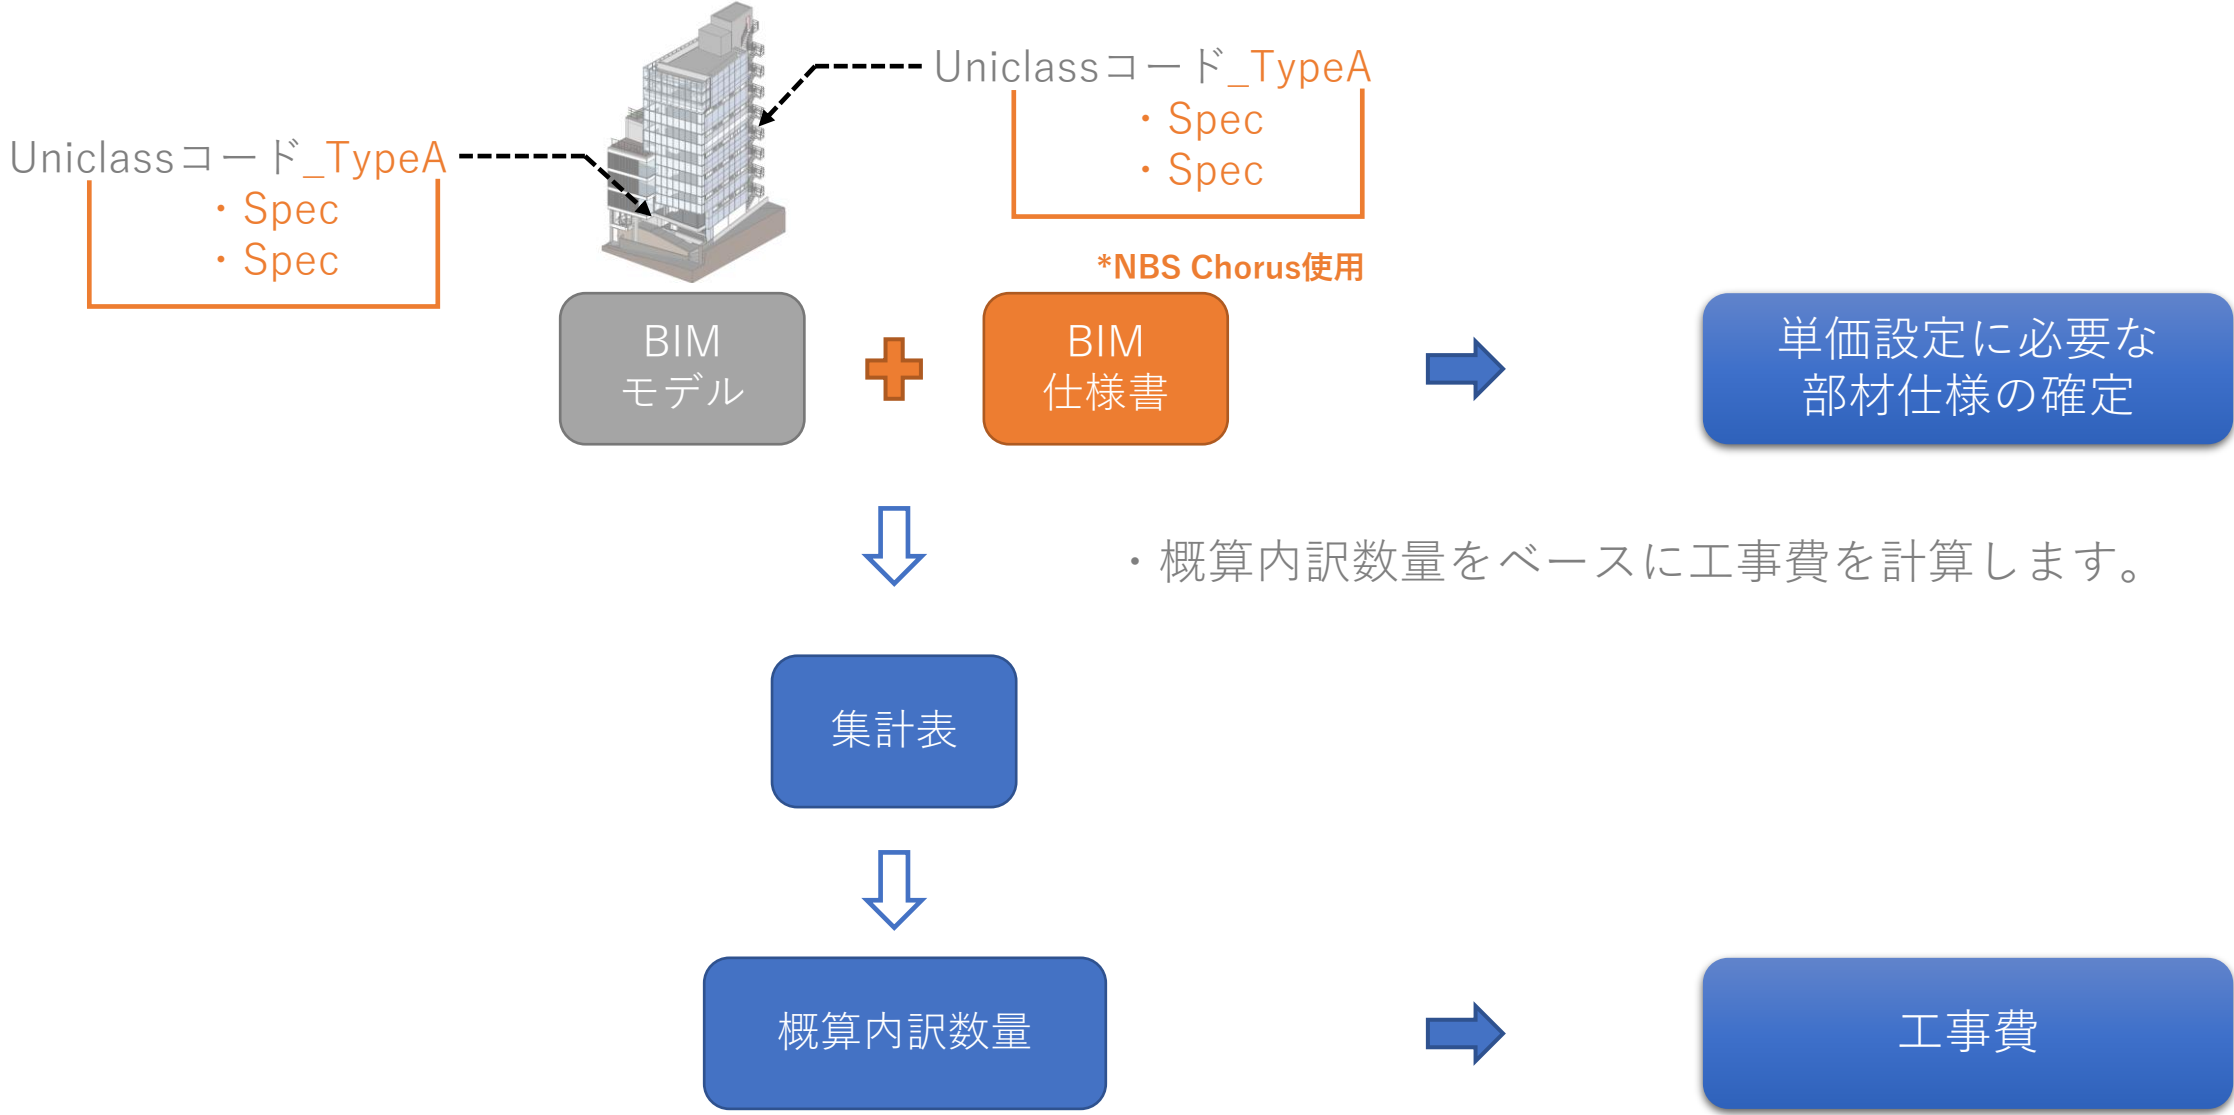 Uniclassコード_TypeA
・Spec
・Spec
Uniclassコード_TypeA
・Spec
・Spec
*NBS Chorus使用
BIM
モデル
BIM
仕様書
単価設定に必要な
部材仕様の確定
・概算内訳数量をベースに工事費を計算します。
集計表
概算内訳数量
工事費